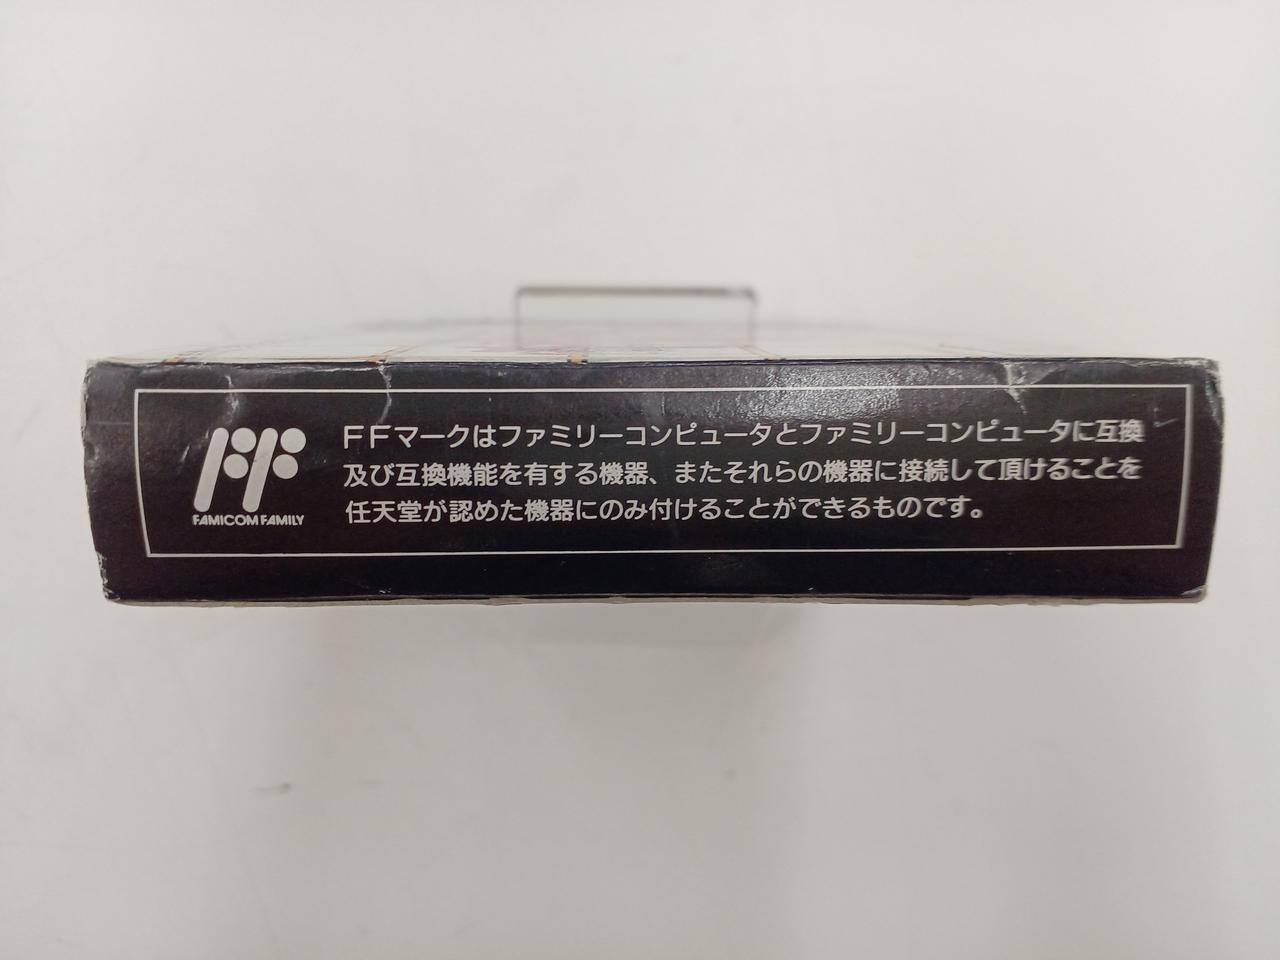 FF
FAMICOM FAMILY
FFマークはファミリーコンピュータとファミリーコンピュータに互換
及び互換機能を有する機器、またそれらの機器に接続して頂けることを
任天堂が認めた機器にのみ付けることができるものです。